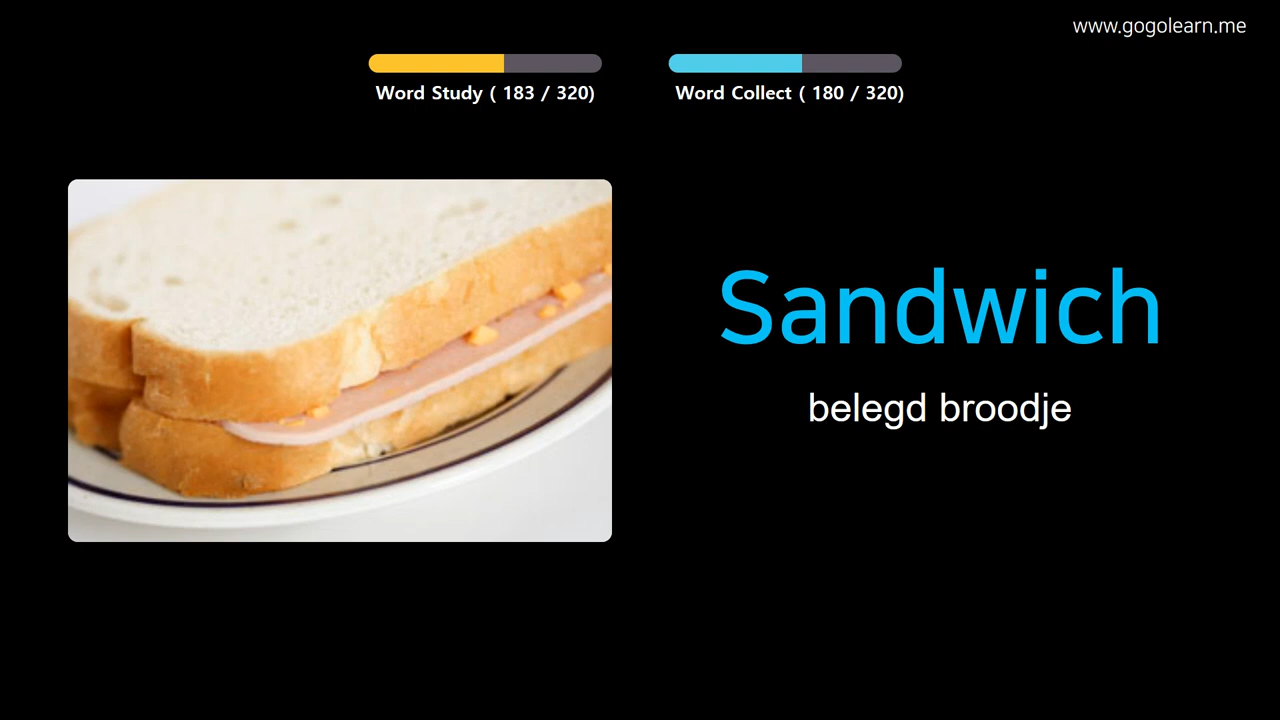 www.gogolearn.me
Word Study ( 183 / 320)
Word Collect ( 180 / 320)
Sandwich
belegd broodje